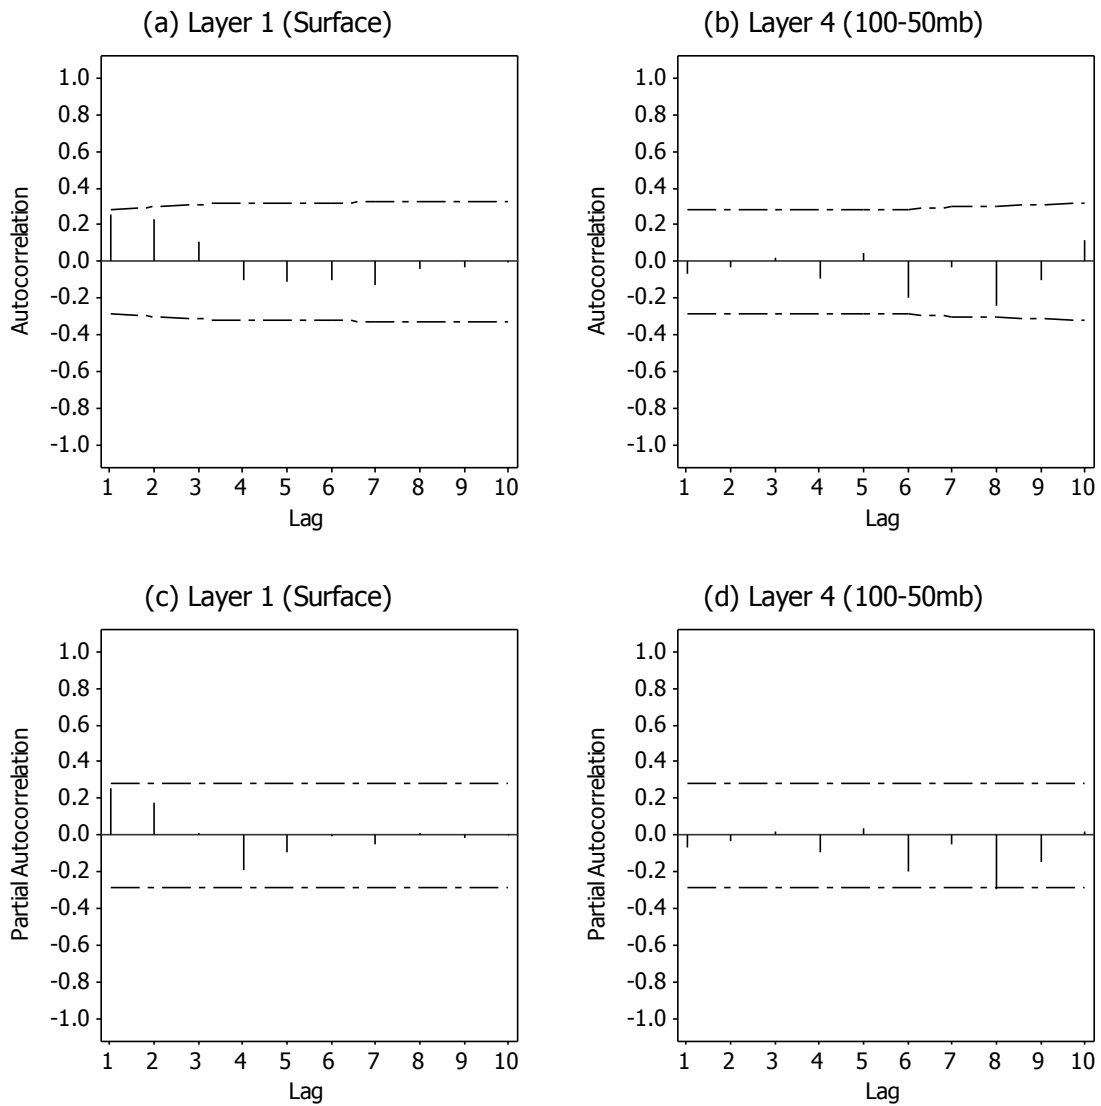 (a) Layer 1 (Surface)
1.0
0.8
0.6
0.4
0.2
0.0
-0.2
-0.4
-0.6
-0.8
-1.0
Autocorrelation
1 2 3 4 5 6 7 8 9 10
Lag
(b) Layer 4 (100-50mb)
1.0
0.8
0.6
0.4
0.2
0.0
-0.2
-0.4
-0.6
-0.8
-1.0
Autocorrelation
1 2 3 4 5 6 7 8 9 10
Lag
(c) Layer 1 (Surface)
1.0
0.8
0.6
0.4
0.2
0.0
-0.2
-0.4
-0.6
-0.8
-1.0
Partial Autocorrrelation
1 2 3 4 5 6 7 8 9 10
Lag
(d) Layer 4 (100-50mb)
1.0
0.8
0.6
0.4
0.2
0.0
-0.2
-0.4
-0.6
-0.8
-1.0
Partial Autocorrrelation
1 2 3 4 5 6 7 8 9 10
Lag